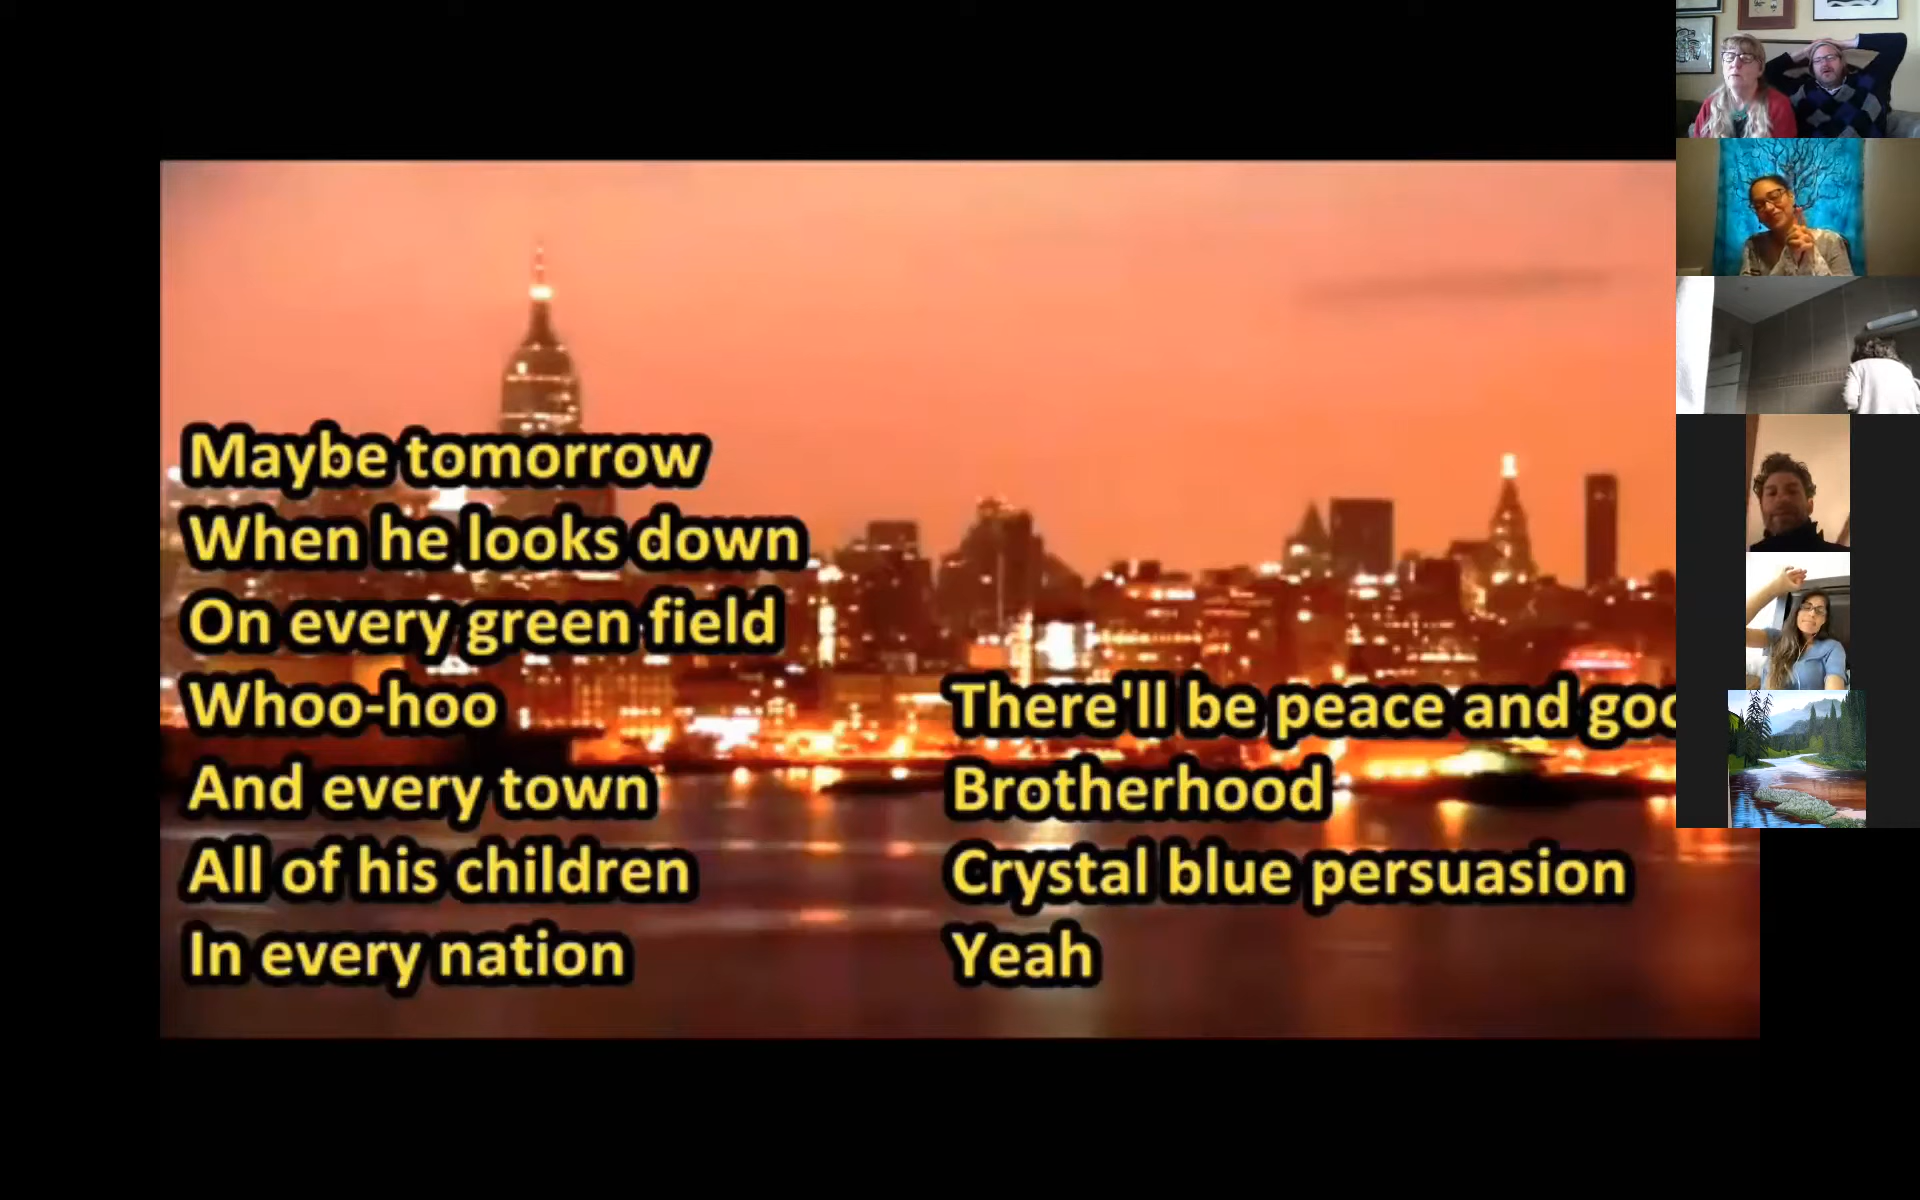 Maybe tomorrow
When he looks down
On every green field
Whoo-hoo
And every town
All of his children
In every nation
There'll be peace and
Brotherhood
Crystal blue persuasion
Yeah